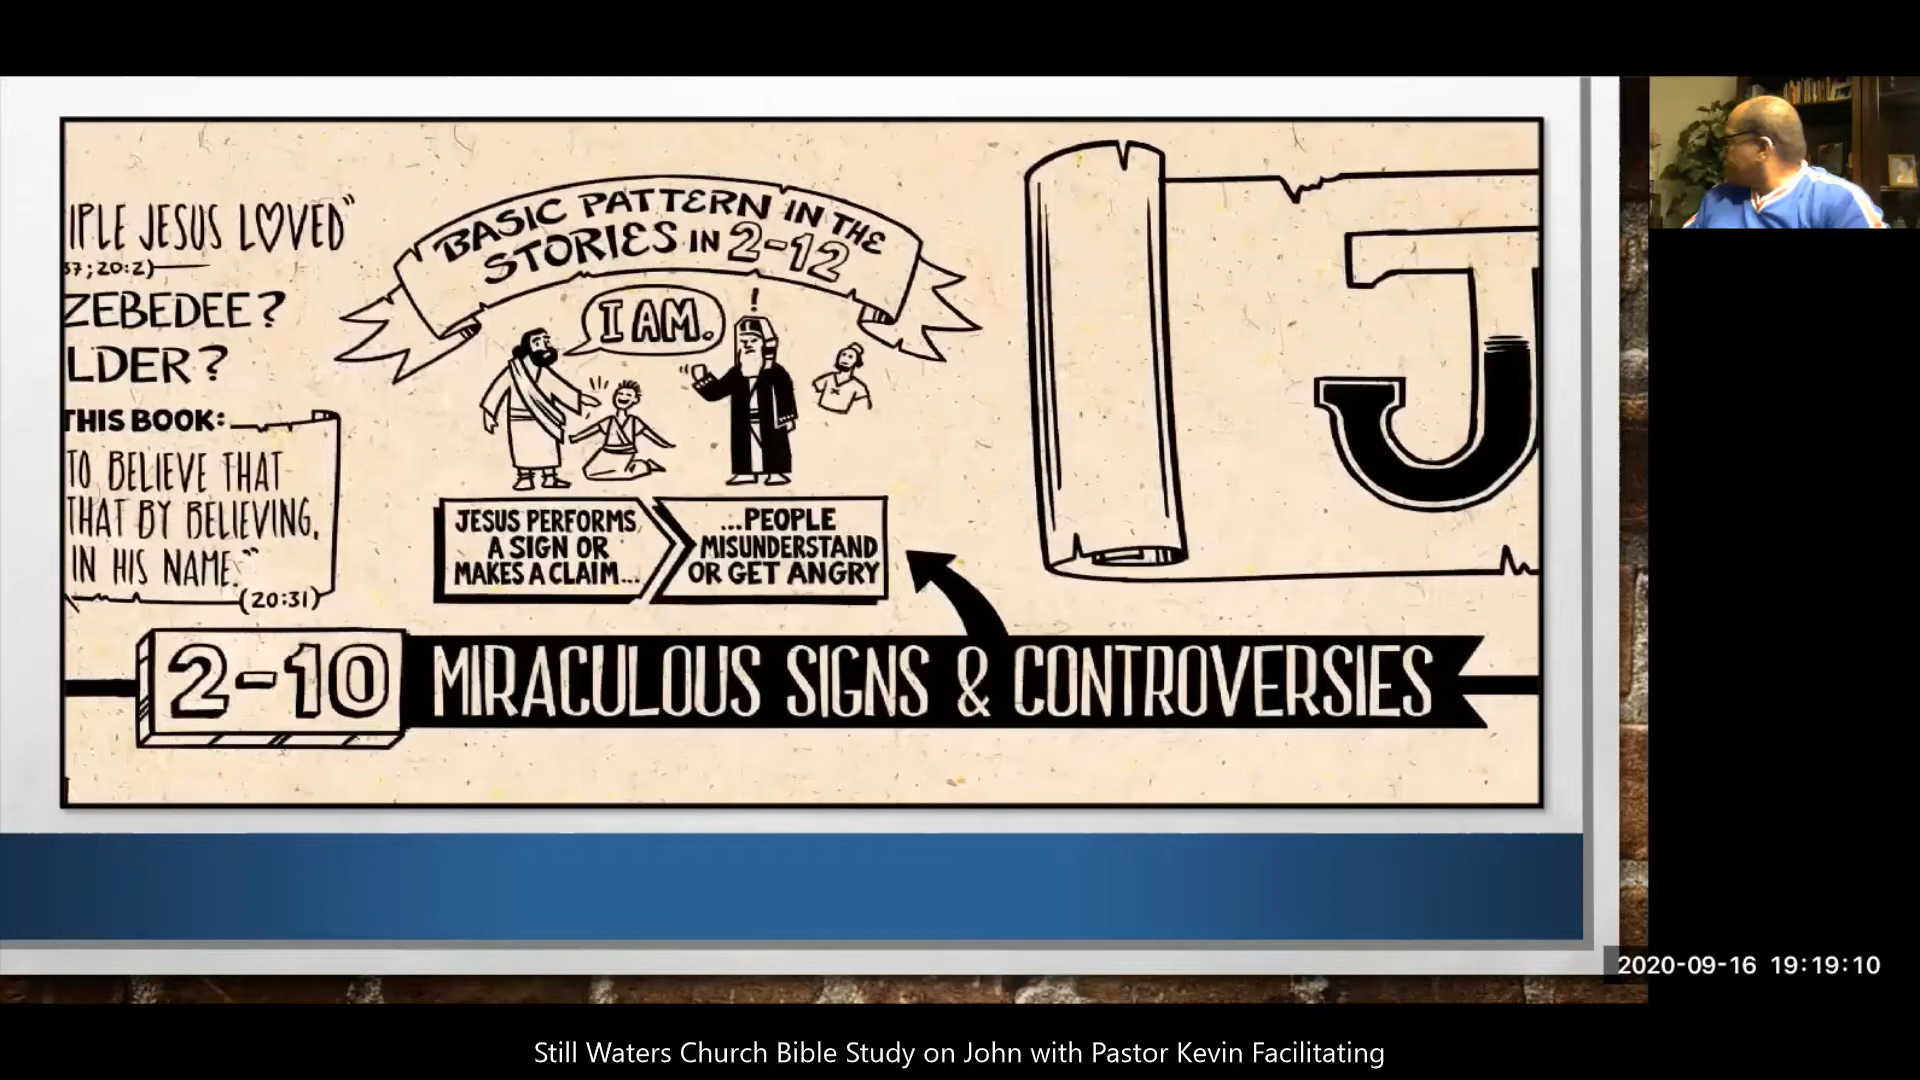 IPLE JESUS LOVED"
37;20:2)
ZEBEDEE?
LDER?
THIS BOOK:
TO BELIEVE THAT
THAT BY BELIEVING,
IN HIS NAME."
(20:31)
BASIC PATTERN IN THE
STORIES IN 2-12
I AM.
!
JESUS PERFORMS
A SIGN OR
MAKES A CLAIM...
...PEOPLE
MISUNDERSTAND
OR GET ANGRY
J
2-10 MIRACULOUS SIGNS & CONTROVERSIES
2020-09-16 19:19:10
Still Waters Church Bible Study on John with Pastor Kevin Facilitating